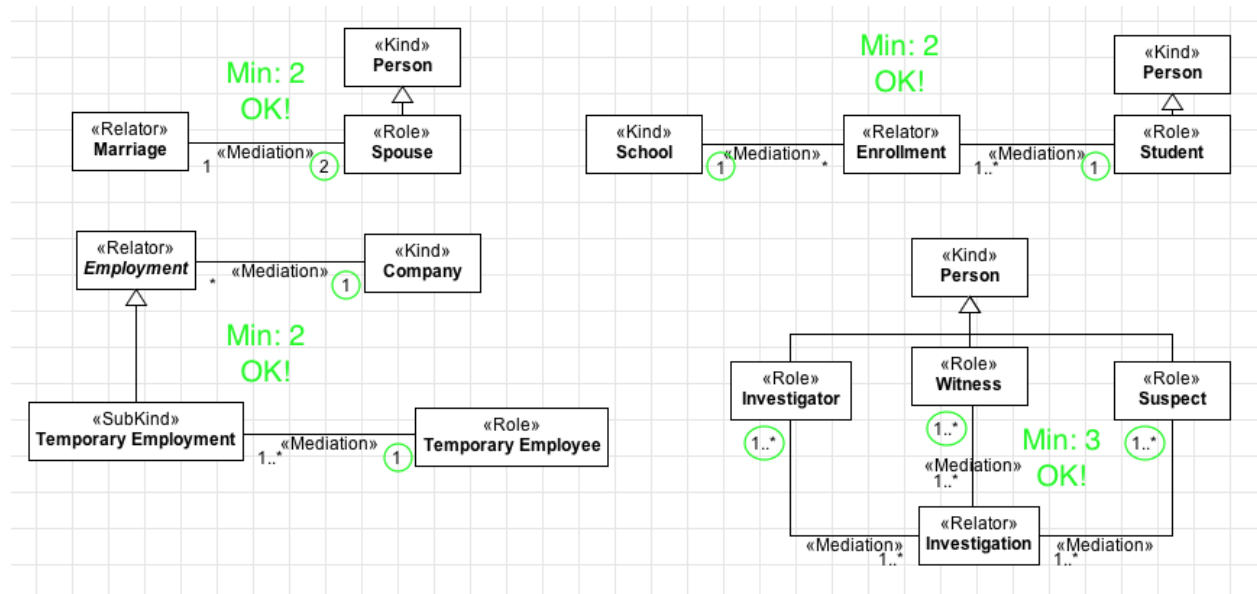 «Kind»
Person
Min: 2
OK!
«Relator»
Marriage
«Mediation»
1
2
«Role»
Spouse
Min: 2
OK!
«Kind»
Person
«Kind»
School
1
«Mediation»
*
«Relator»
Enrollment
«Mediation»
1..*
1
«Role»
Student
«Relator»
Employment
*
«Mediation»
1
«Kind»
Company
Min: 2
OK!
«SubKind»
Temporary Employment
1..*
«Mediation»
1
«Role»
Temporary Employee
«Kind»
Person
«Role»
Investigator
«Role»
Witness
«Role»
Suspect
1..*
1..*
1..*
Min: 3
OK!
«Mediation»
1..*
«Relator»
Investigation
«Mediation»
1..*
«Mediation»
1..*